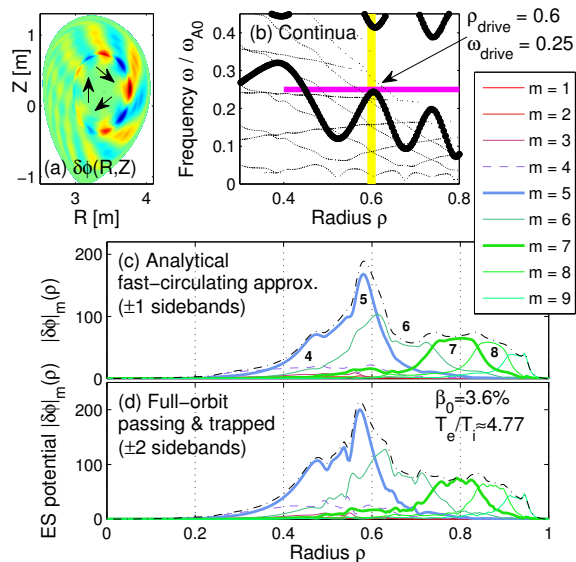 Z [m]
1
0
-1
3
4
R [m]
(a) δϕ(R,Z)
Frequency ω / ω_A0
0.4
0.3
0.2
0.1
0
0.4
0.6
0.8
Radius ρ
(b) Continua
ρ_drive = 0.6
ω_drive = 0.25
m = 1
m = 2
m = 3
m = 4
m = 5
m = 6
m = 7
m = 8
m = 9
ES potential |δϕ|_m(ρ) |δϕ|_m(ρ)
200
100
0
(c) Analytical
fast−circulating approx.
(±1 sidebands)
4
5
6
7
8
200
100
0
(d) Full−orbit
passing & trapped
(±2 sidebands)
β_0=3.6%
T_e/T_i≈4.77
0
0.2
0.4
0.6
0.8
1
Radius ρ